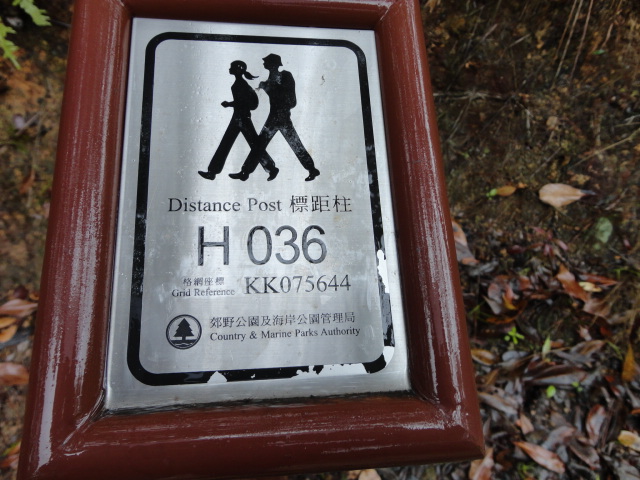 Distance Post 標距柱
H 036
格網座標
Grid Reference KK075644
郊野公園及海岸公園管理局
Country & Marine Parks Authority